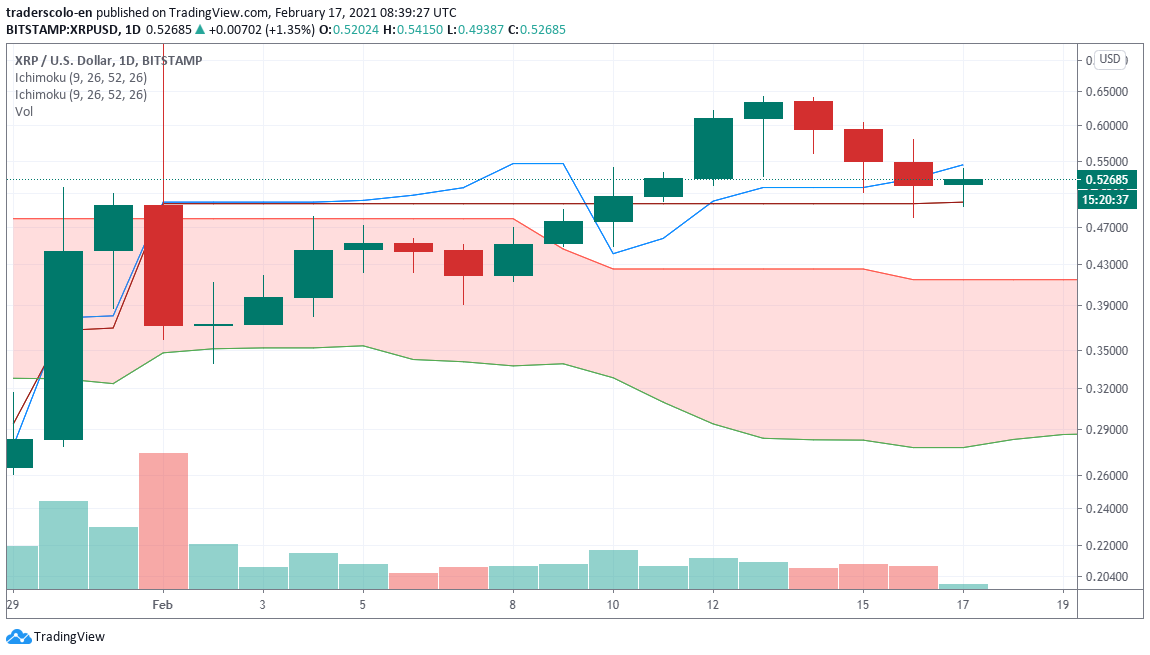 traderscolo-en published on TradingView.com, February 17, 2021 08:39:27 UTC
BITSTAMP:XRPUSD, 1D 0.52685 ▲ +0.00702 (+1.35%) O:0.52024 H:0.54150 L:0.49387 C:0.52685
XRP / U.S. Dollar, 1D, BITSTAMP
Ichimoku (9, 26, 52, 26)
Ichimoku (9, 26, 52, 26)
Vol
USD
0.65000
0.60000
0.55000
0.52685
15:20:37
0.47000
0.43000
0.39000
0.35000
0.32000
0.29000
0.26000
0.24000
0.22000
0.20400
29 Feb 3 5 8 10 12 15 17 19
TradingView